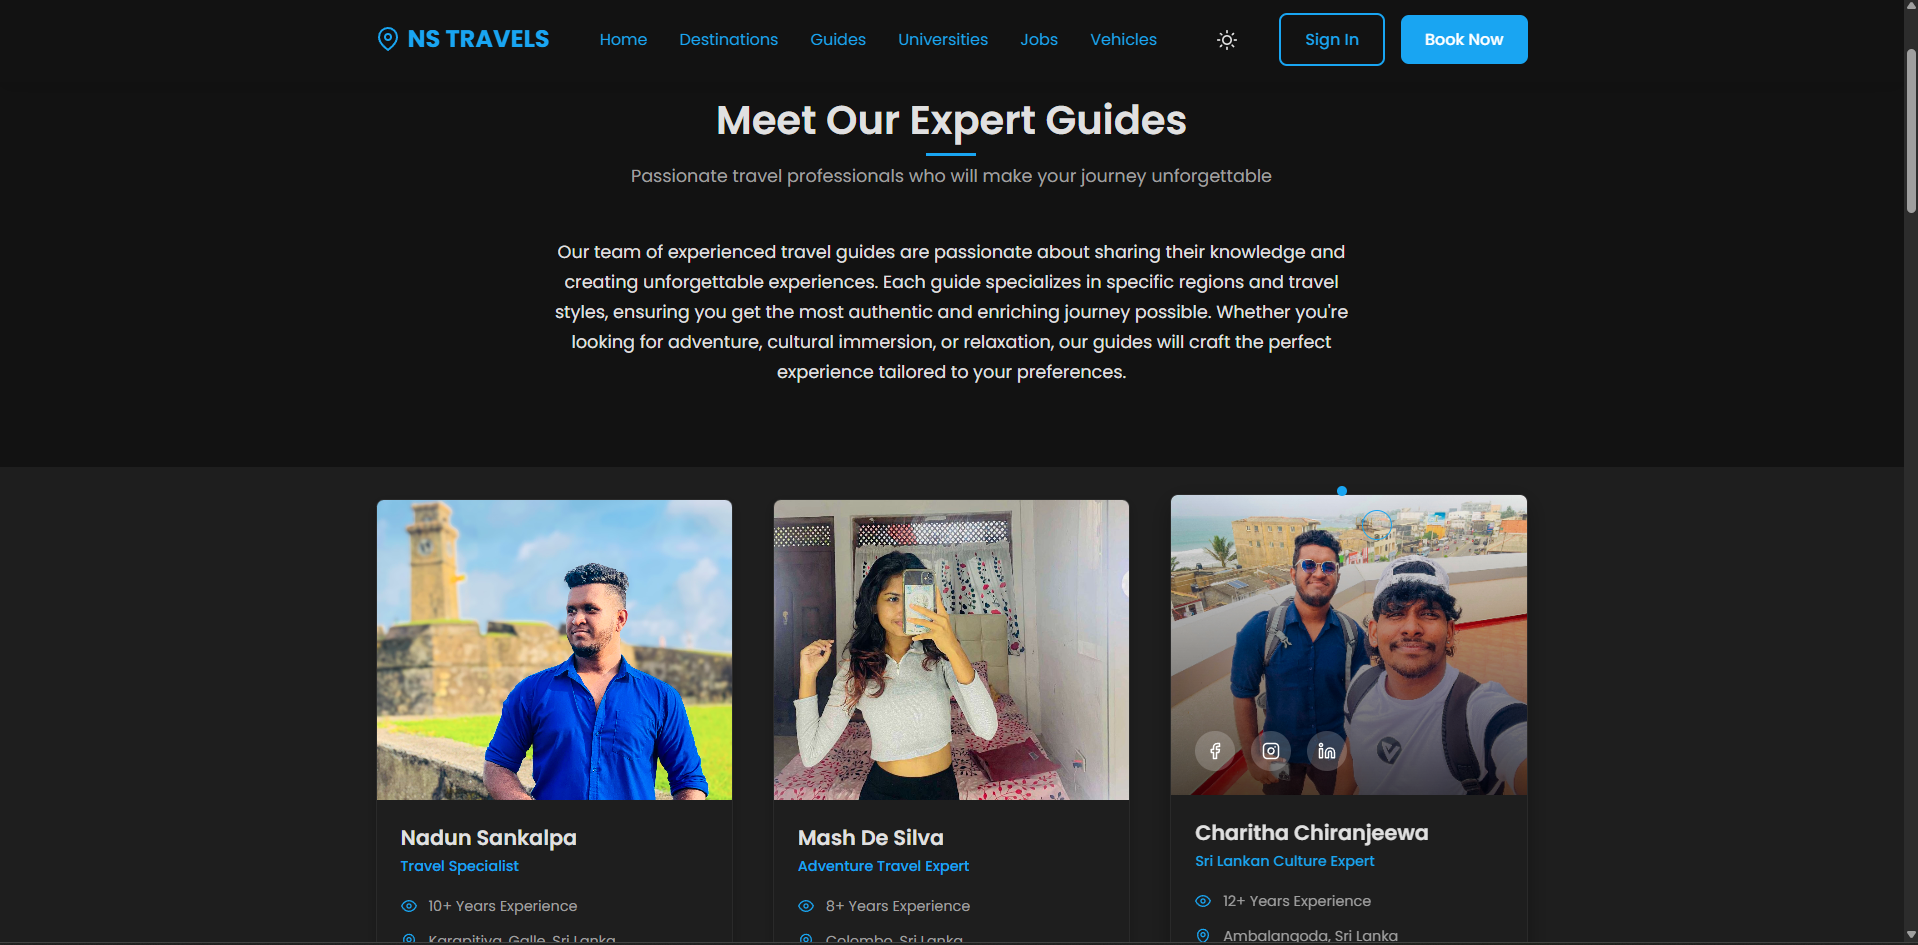 NS TRAVELS
Home
Destinations
Guides
Universities
Jobs
Vehicles
Sign In
Book Now
Meet Our Expert Guides
Passionate travel professionals who will make your journey unforgettable
Our team of experienced travel guides are passionate about sharing their knowledge and
creating unforgettable experiences. Each guide specializes in specific regions and travel
styles, ensuring you get the most authentic and enriching journey possible. Whether you're
looking for adventure, cultural immersion, or relaxation, our guides will craft the perfect
experience tailored to your preferences.
Nadun Sankalpa
Travel Specialist
10+ Years Experience
Karapitiya, Galle, Sri Lanka
Mash De Silva
Adventure Travel Expert
8+ Years Experience
Colombo, Sri Lanka
Charitha Chiranjeewa
Sri Lankan Culture Expert
12+ Years Experience
Ambalangoda, Sri Lanka